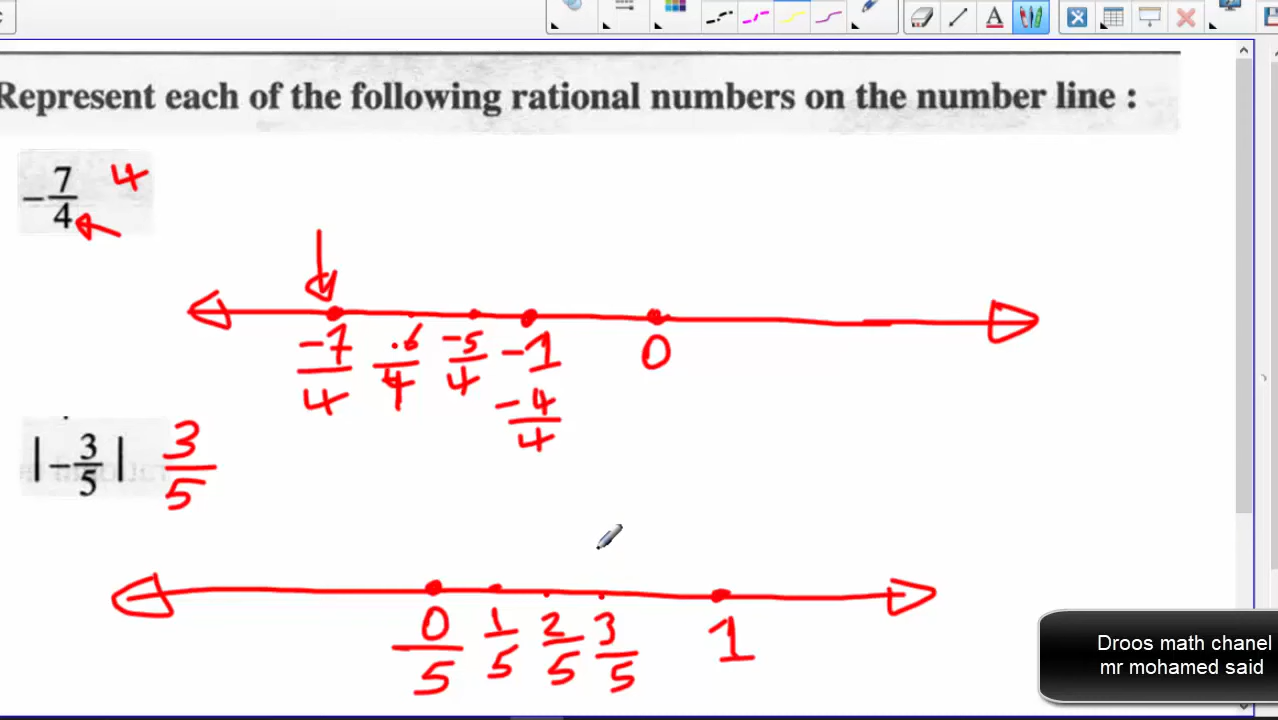 Represent each of the following rational numbers on the number line :
-7/4 4
-7/4 -6/4 -5/4 -1 0
-4/4
|-3/5| 3/5
0/5 1/5 2/5 3/5 1
Droos math chanel
mr mohamed said